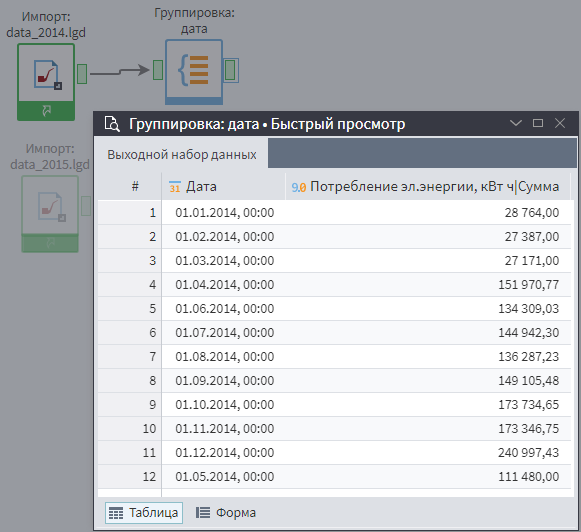 Импорт:
data_2014.lgd
Группировка:
дата
Импорт:
data_2015.lgd
Группировка: дата • Быстрый просмотр
Выходной набор данных
# 31 Дата 9.0 Потребление эл.энергии, кВт ч|Сумма
1 01.01.2014, 00:00 28 764,00
2 01.02.2014, 00:00 27 387,00
3 01.03.2014, 00:00 27 171,00
4 01.04.2014, 00:00 151 970,77
5 01.06.2014, 00:00 134 309,03
6 01.07.2014, 00:00 144 942,30
7 01.08.2014, 00:00 136 287,23
8 01.09.2014, 00:00 149 105,48
9 01.10.2014, 00:00 173 734,65
10 01.11.2014, 00:00 173 346,75
11 01.12.2014, 00:00 240 997,43
12 01.05.2014, 00:00 111 480,00
Таблица Форма